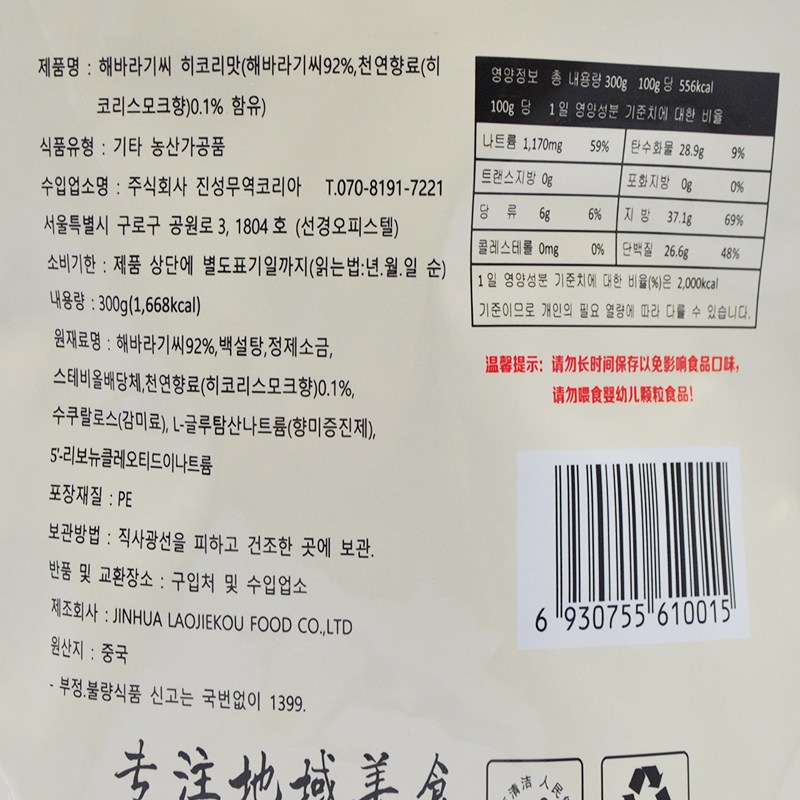 제품명 : 해바라기씨 히코리맛(해바라기씨92%,천연향료(히
코리스모크향)0.1% 함유)
식품유형 : 기타 농산가공품
수입업소명 : 주식회사 진성무역코리아 T.070-8191-7221
서울특별시 구로구 공원로 3, 1804 호 (선경오피스텔)
소비기한 : 제품 상단에 별도표기일까지(읽는법:년.월.일 순)
내용량 : 300g(1,668kcal)
원재료명 : 해바라기씨92%,백설탕,정제소금,
스테비올배당체,천연향료(히코리스모크향)0.1%,
수쿠랄로스(감미료), L-글루탐산나트륨(향미증진제),
5'-리보뉴클레오티드이나트륨
포장재질 : PE
보관방법 : 직사광선을 피하고 건조한 곳에 보관.
반품 및 교환장소 : 구입처 및 수입업소
제조회사 : JINHUA LAOJIEKOU FOOD CO.,LTD
원산지 : 중국
- 부정.불량식품 신고는 국번없이 1399.
영양정보 총 내용량 300g 100g 당 556kcal
100g 당 1일 영양성분 기준치에 대한 비율
나트륨 1,170mg 59% 탄수화물 28.9g 9%
트랜스지방 0g 포화지방 0g 0%
당 류 6g 6% 지 방 37.1g 69%
콜레스테롤 0mg 0% 단백질 26.6g 48%
1일 영양성분 기준치에 대한 비율(%)은 2,000kcal
기준이므로 개인의 필요 열량에 따라 다를 수 있습니다.
温馨提示：请勿长时间保存以免影响食品口味，
请勿喂食婴幼儿颗粒食品！
6 930755 610015
专注地域美食
清洁 人民